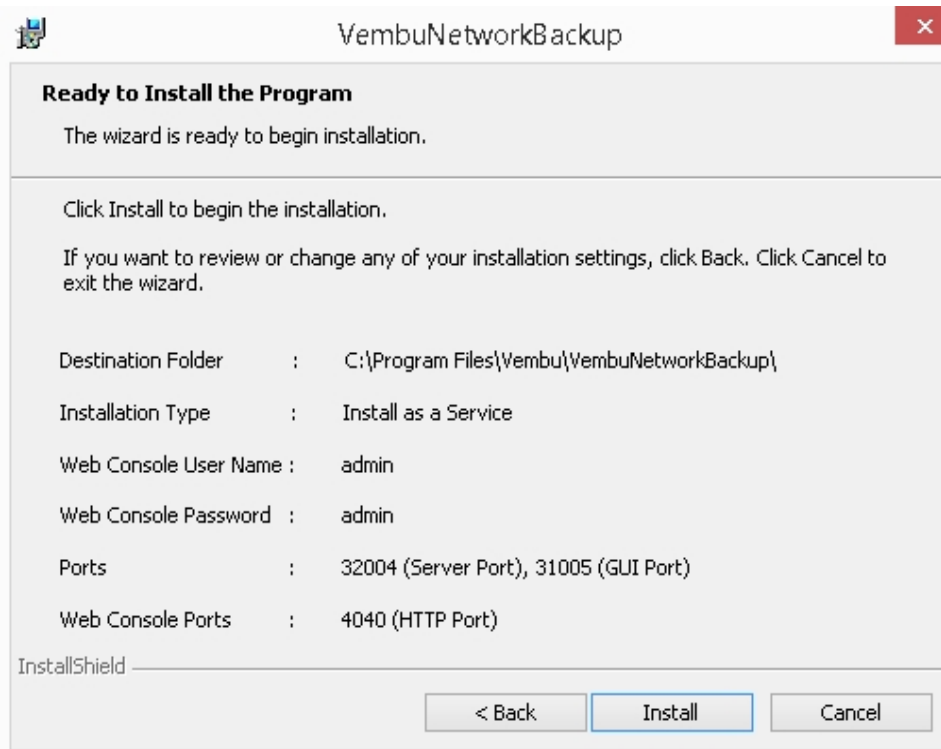 VembuNetworkBackup
Ready to Install the Program
The wizard is ready to begin installation.
Click Install to begin the installation.
If you want to review or change any of your installation settings, click Back. Click Cancel to
exit the wizard.
Destination Folder : C:\Program Files\Vembu\VembuNetworkBackup\
Installation Type : Install as a Service
Web Console User Name : admin
Web Console Password : admin
Ports : 32004 (Server Port), 31005 (GUI Port)
Web Console Ports : 4040 (HTTP Port)
InstallShield
< Back Install Cancel